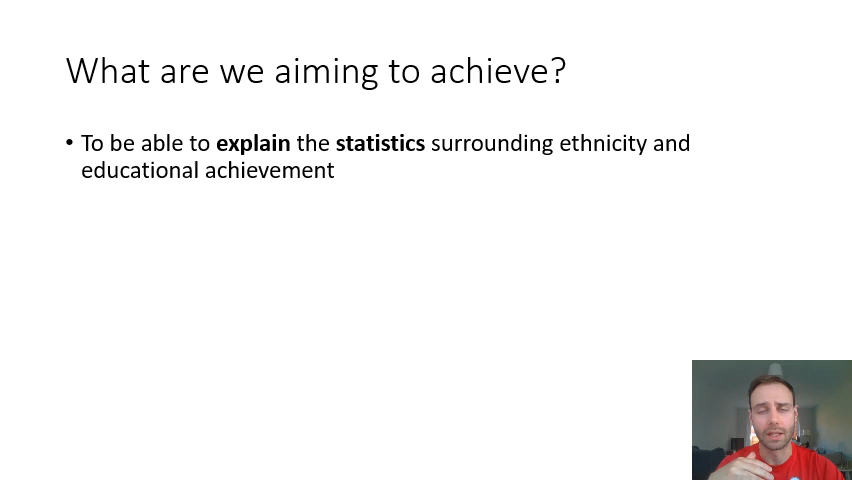 What are we aiming to achieve?
• To be able to explain the statistics surrounding ethnicity and
educational achievement